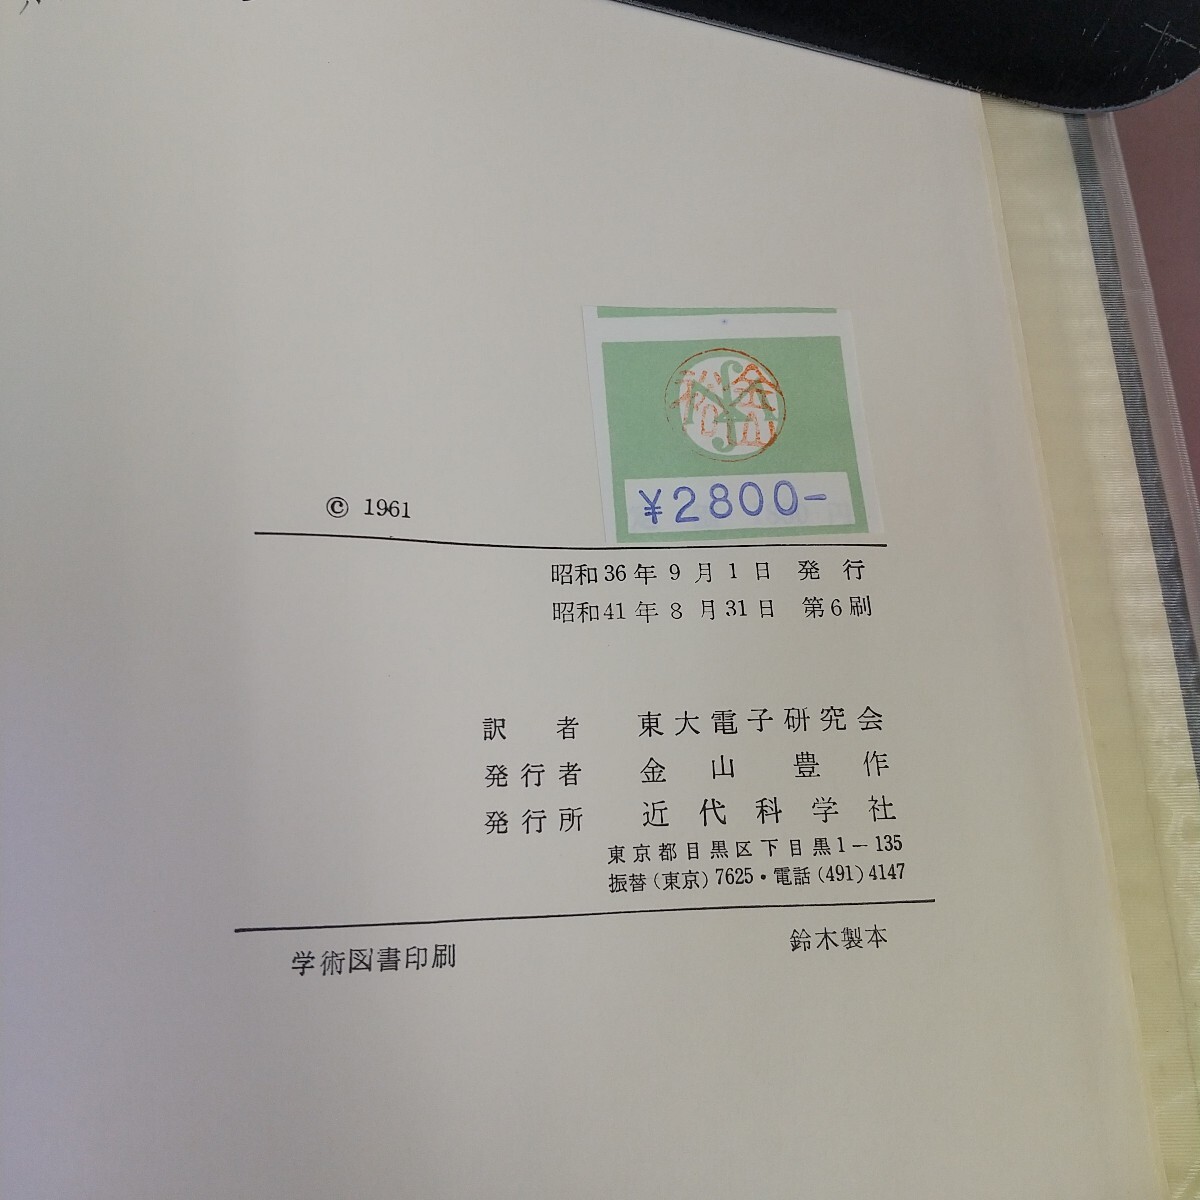 金山
¥2800-
© 1961
昭和36年9月1日 発行
昭和41年8月31日 第6刷
訳者 東大電子研究会
発行者 金山豊作
発行所 近代科学社
東京都目黒区下目黒1-135
振替(東京)7625・電話(491)4147
学術図書印刷 鈴木製本